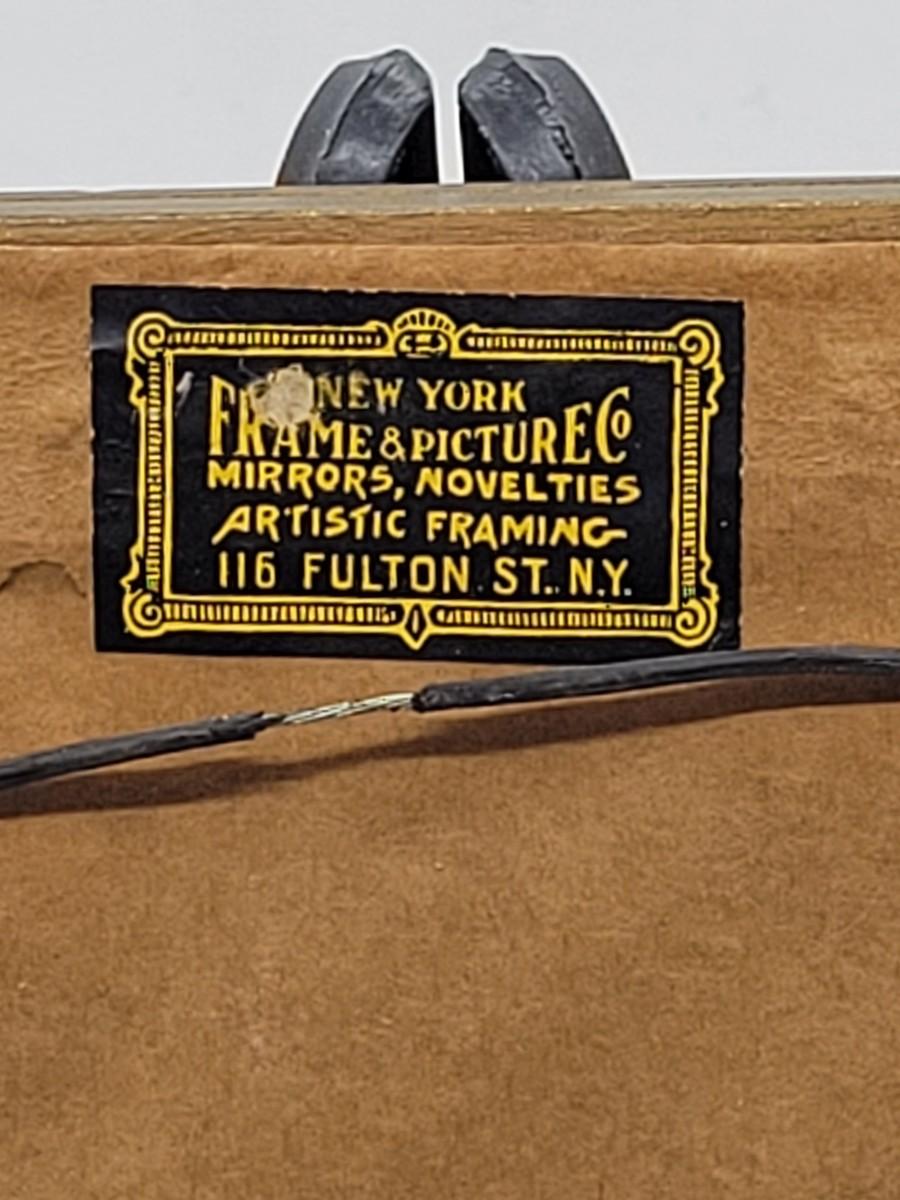 NEW YORK
FRAME & PICTURE CO
MIRRORS, NOVELTIES
ARTISTIC FRAMING
116 FULTON ST. N.Y.